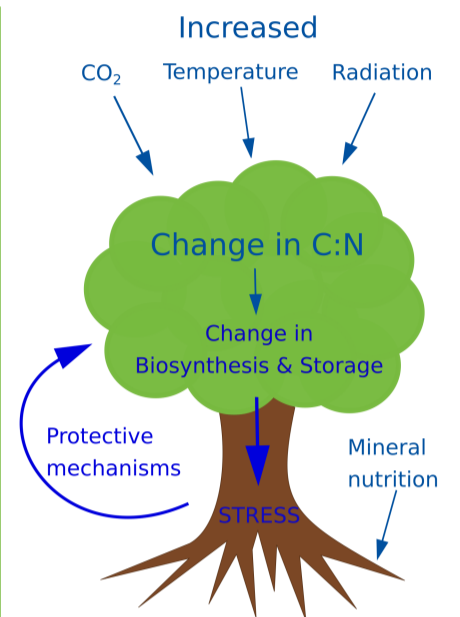 Increased
CO₂ Temperature Radiation
Change in C:N
Change in
Biosynthesis & Storage
Protective
mechanisms
Mineral
nutrition
STRESS